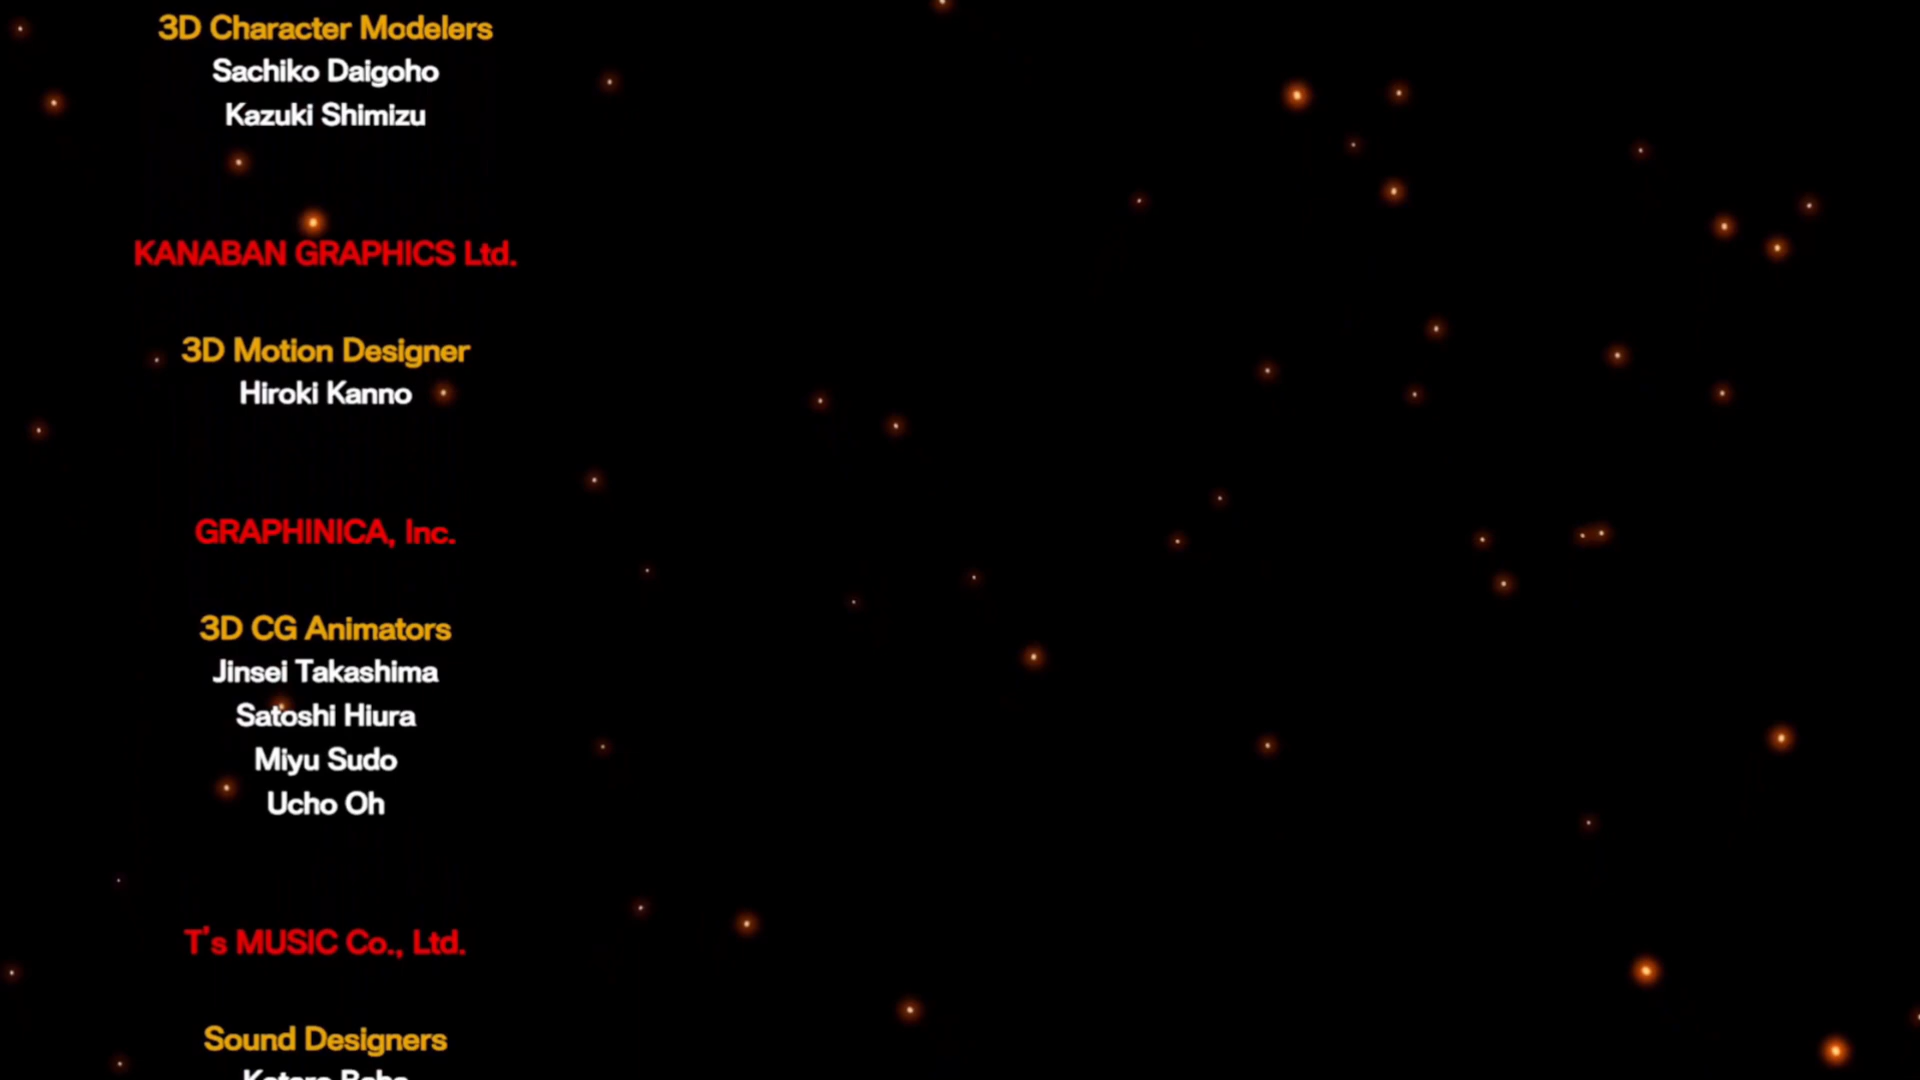 3D Character Modelers
Sachiko Daigoho
Kazuki Shimizu
KANABAN GRAPHICS Ltd.
3D Motion Designer
Hiroki Kanno
GRAPHINICA, Inc.
3D CG Animators
Jinsei Takashima
Satoshi Hiura
Miyu Sudo
Ucho Oh
T's MUSIC Co., Ltd.
Sound Designers